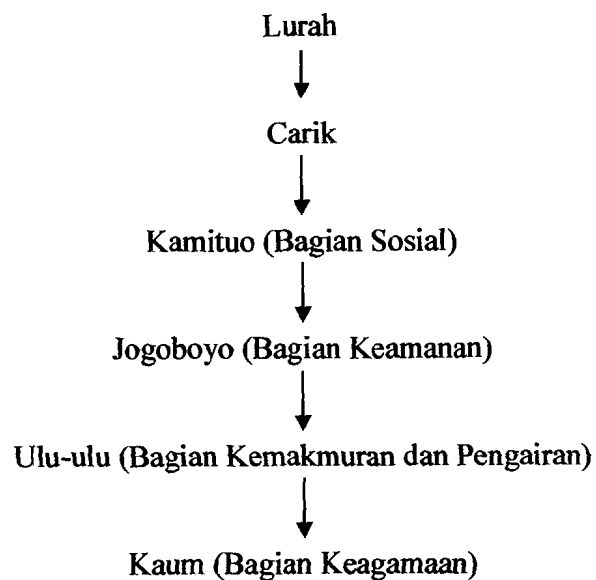 Lurah
Carik
Kamituo (Bagian Sosial)
Jogoboyo (Bagian Keamanan)
Ulu-ulu (Bagian Kemakmuran dan Pengairan)
Kaum (Bagian Keagamaan)